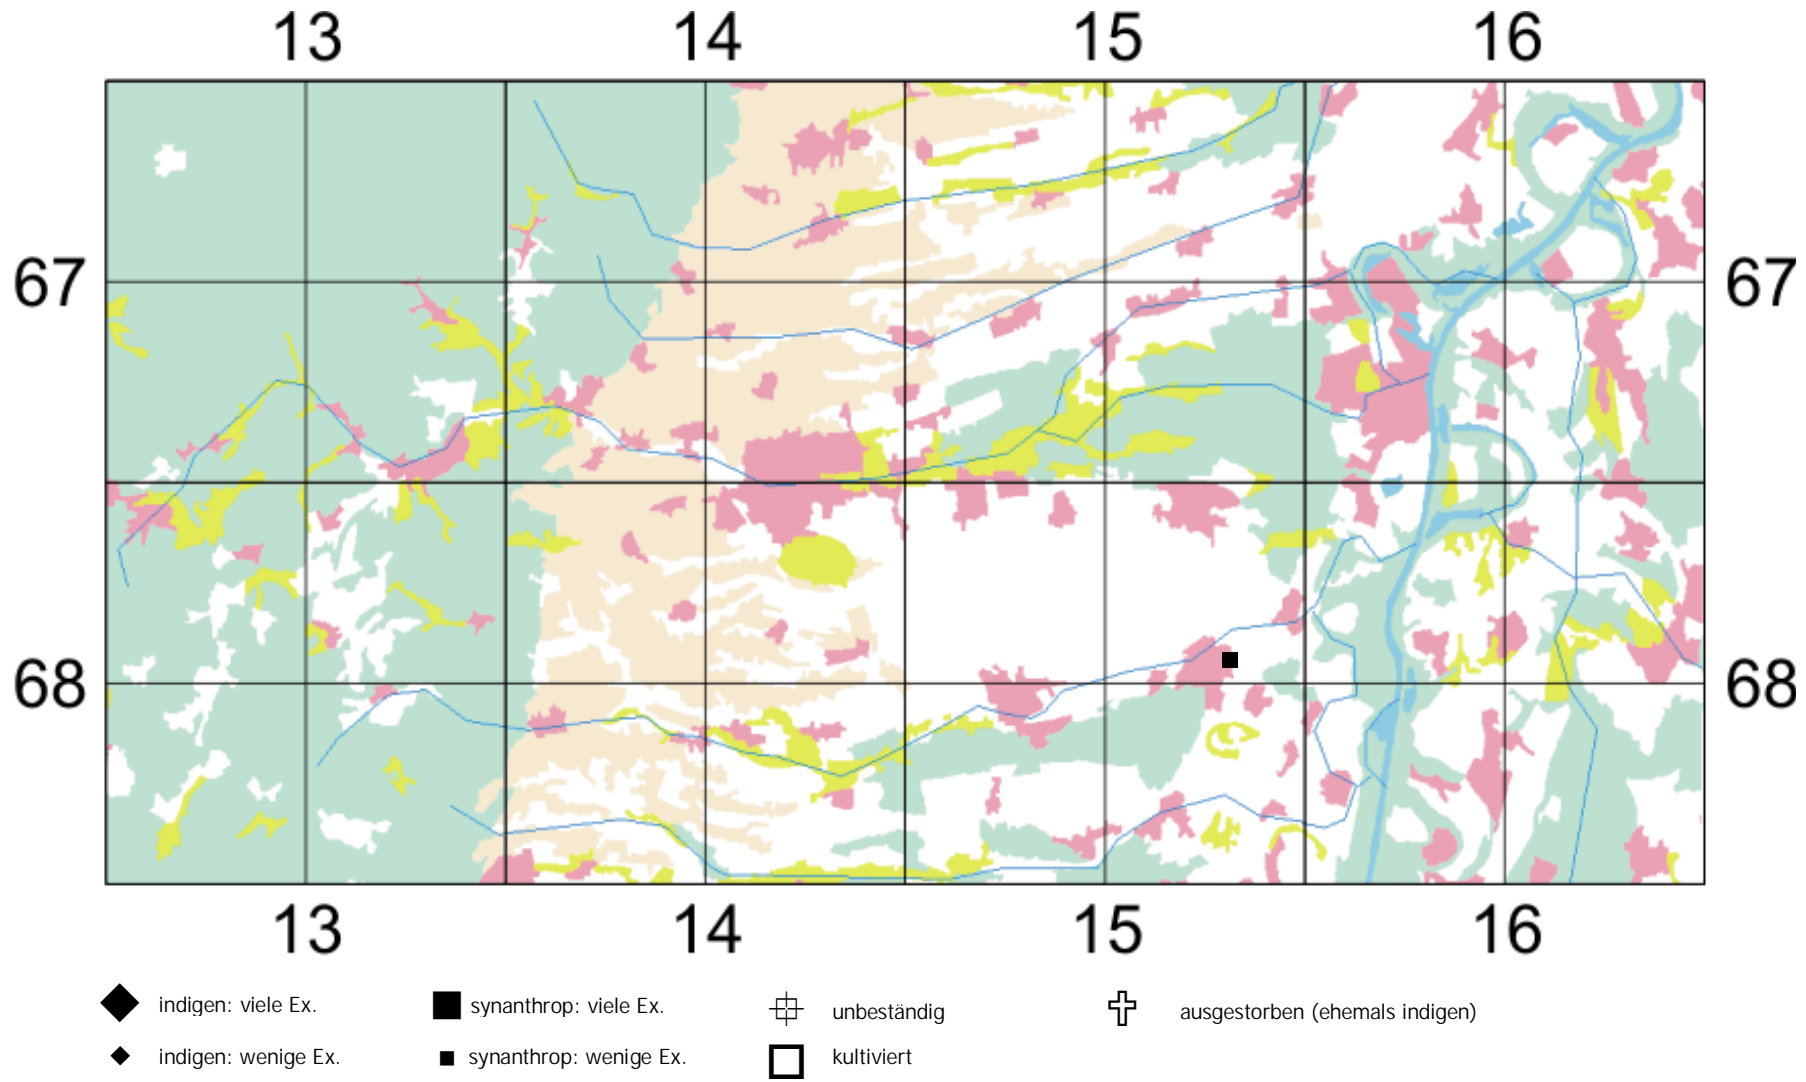 13 14 15 16
67 67
68 68
13 14 15 16
indigen: viele Ex. synanthrop: viele Ex. unbeständig ausgestorben (ehemals indigen)
indigen: wenige Ex. synanthrop: wenige Ex. kultiviert